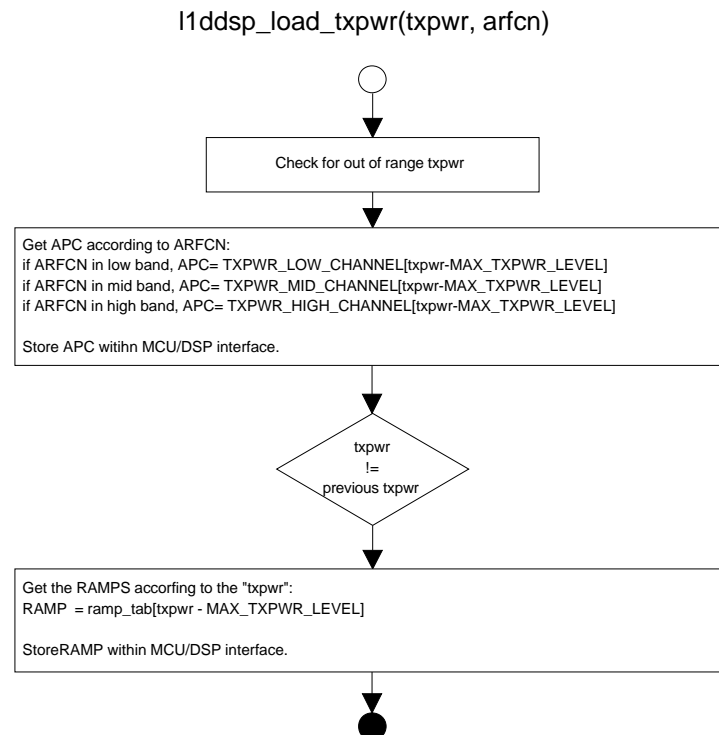 l1ddsp_load_txpwr(txpwr, arfcn)
Check for out of range txpwr
Get APC according to ARFCN:
if ARFCN in low band, APC= TXPWR_LOW_CHANNEL[txpwr-MAX_TXPWR_LEVEL]
if ARFCN in mid band, APC= TXPWR_MID_CHANNEL[txpwr-MAX_TXPWR_LEVEL]
if ARFCN in high band, APC= TXPWR_HIGH_CHANNEL[txpwr-MAX_TXPWR_LEVEL]
Store APC witihn MCU/DSP interface.
txpwr
!=
previous txpwr
Get the RAMPS accorfing to the "txpwr":
RAMP  = ramp_tab[txpwr - MAX_TXPWR_LEVEL]
StoreRAMP within MCU/DSP interface.